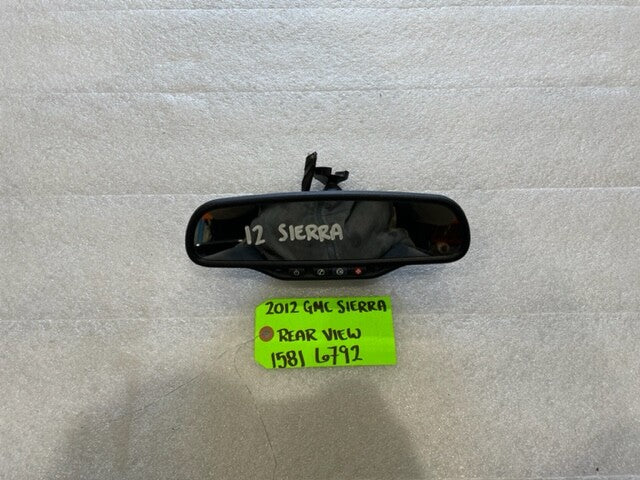 12 SIERRA
2012 GMC SIERRA
REAR VIEW
1581 6792